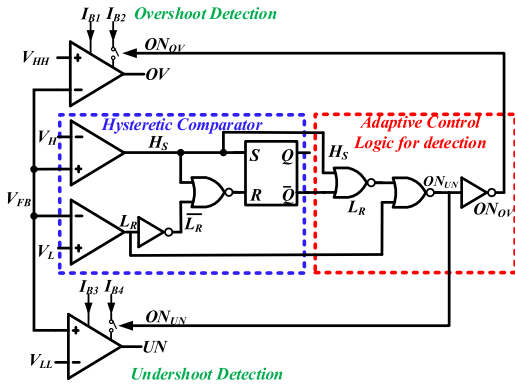 I_B1 I_B2 Overshoot Detection
V_HH + ON_OV
− OV
Hysteretic Comparator
Adaptive Control
Logic for detection
V_H − H_S S Q H_S
+
R Q̅ ON_UN
V_FB − L_R L̅_R̅ L_R ON_OV
V_L +
I_B3 I_B4
+ ON_UN
V_LL − UN
Undershoot Detection